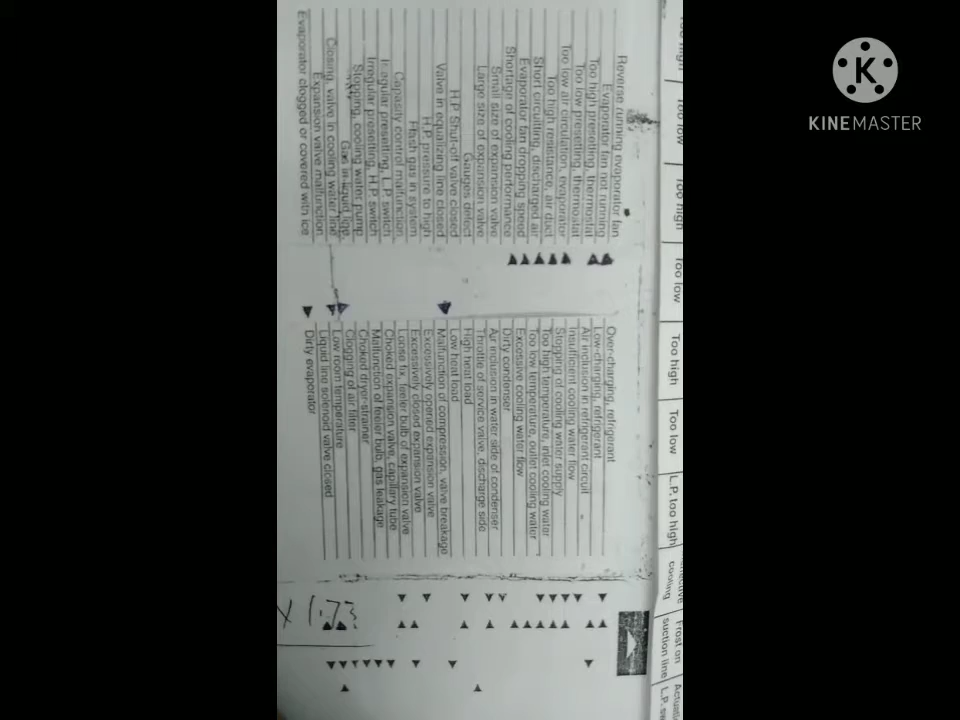 Too high
Too low
Too high
Too low
Too high
Too low
L.P. too high
cooling
Frost on
suction line
Reverse running evaporator fan
Evaporator fan not running
Too high presetting, thermostat
Too low presetting, thermostat
Too low air circulation, evaporator
Too high resistance, air duct
Short circuiting, discharged air
Evaporator fan dropping speed
Shortage of cooling performance
Small size of expansion valve
Large size of expansion valve
Gauges defect
H.P. Shut-off valve closed
Valve in equalizing line closed
H.P. pressure to high
Flash gas in system
Capasity control malfunction
Iregular presetting, L.P. switch
Irregular presetting, H.P. switch
Stopping, cooling water pump
Gas in liquid line
Closing, valve in cooling water line
Expansion valve malfunction
Evaporator clogged or covered with ice
Over-charging, refrigerant
Low-charging, refrigerant
Air inclusion in refrigerant circuit
Insufficient cooling water flow
Stopping of cooling water supply
Too high temperature, inlet cooling water
Too low temperature, outlet cooling water
Excessive cooling water flow
Dirty condenser
Air inclusion in water side of condenser
Throttle of service valve, discharge side
High heat load
Low heat load
Malfunction of compression, valve breakage
Excessively opened expansion valve
Excessively closed expansion valve
Loose fix, feeler bulb of expansion valve
Choked expansion valve, capillary tube
Malfunction of feeler bulb, gas leakage
Choked dryer-strainer
Clogging of air filter
Low room temperature
Liquid line solenoid valve closed
Dirty evaporator
K
KINEMASTER